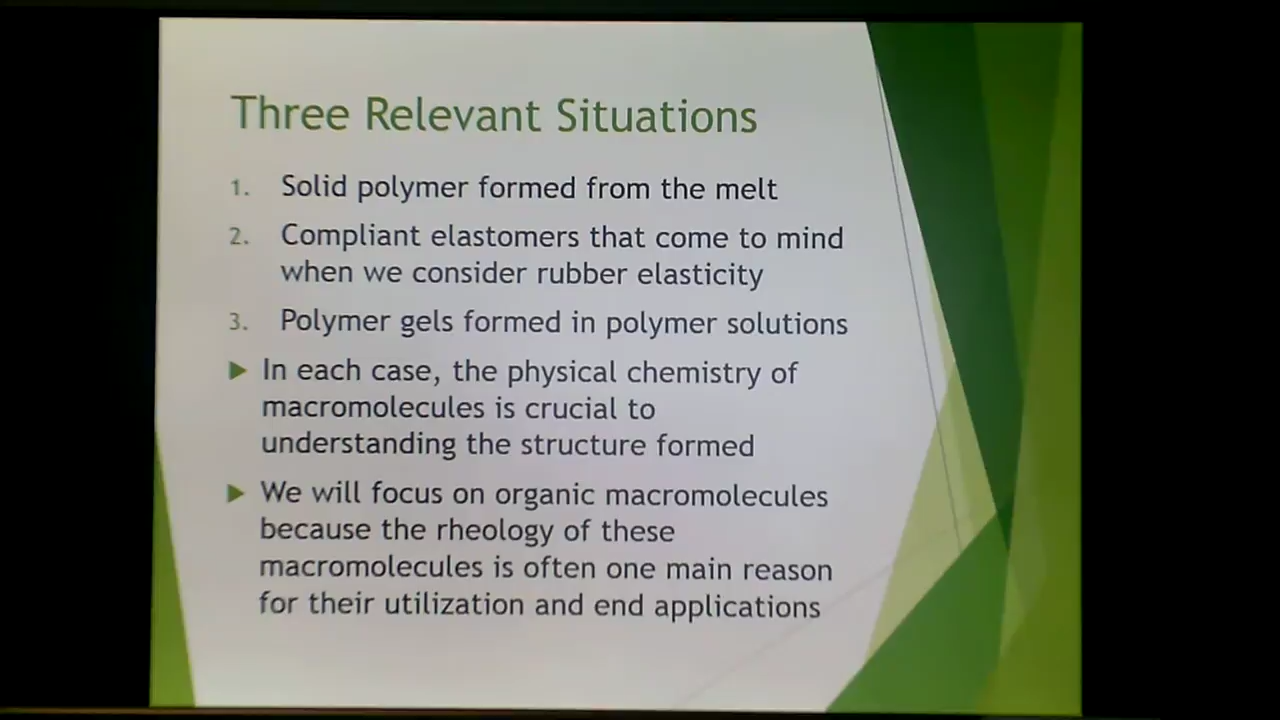 Three Relevant Situations
1. Solid polymer formed from the melt
2. Compliant elastomers that come to mind
when we consider rubber elasticity
3. Polymer gels formed in polymer solutions
In each case, the physical chemistry of
macromolecules is crucial to
understanding the structure formed
We will focus on organic macromolecules
because the rheology of these
macromolecules is often one main reason
for their utilization and end applications